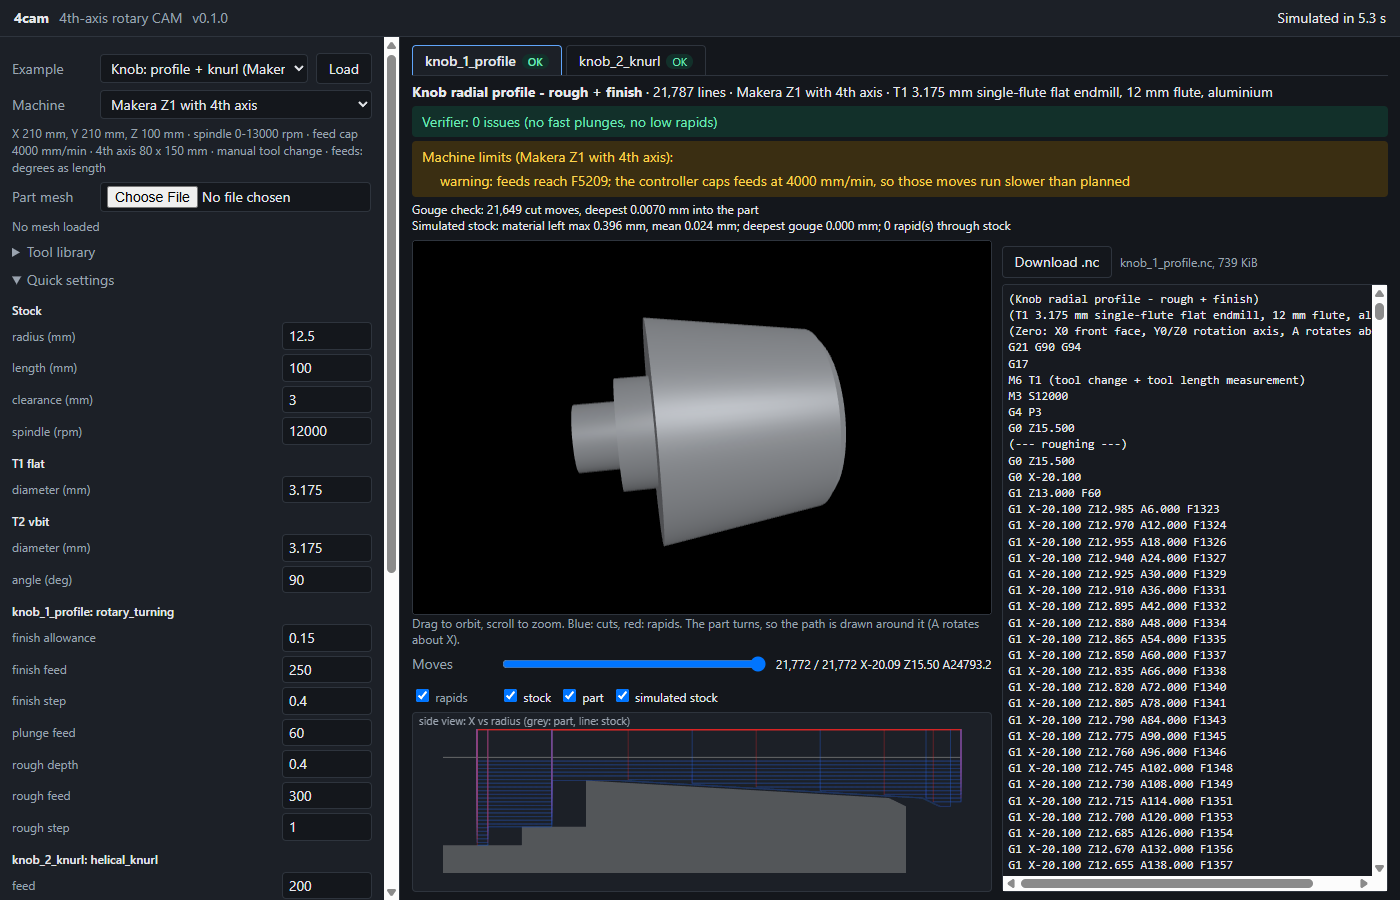 4cam 4th-axis rotary CAM v0.1.0
Simulated in 5.3 s
Example
Knob: profile + knurl (Maker
Load
Machine
Makera Z1 with 4th axis
X 210 mm, Y 210 mm, Z 100 mm · spindle 0-13000 rpm · feed cap
4000 mm/min · 4th axis 80 x 150 mm · manual tool change · feeds:
degrees as length
Part mesh
Choose File No file chosen
No mesh loaded
Tool library
Quick settings
Stock
radius (mm) 12.5
length (mm) 100
clearance (mm) 3
spindle (rpm) 12000
T1 flat
diameter (mm) 3.175
T2 vbit
diameter (mm) 3.175
angle (deg) 90
knob_1_profile: rotary_turning
finish allowance 0.15
finish feed 250
finish step 0.4
plunge feed 60
rough depth 0.4
rough feed 300
rough step 1
knob_2_knurl: helical_knurl
feed 200
knob_1_profile OK
knob_2_knurl OK
Knob radial profile - rough + finish · 21,787 lines · Makera Z1 with 4th axis · T1 3.175 mm single-flute flat endmill, 12 mm flute, aluminium
Verifier: 0 issues (no fast plunges, no low rapids)
Machine limits (Makera Z1 with 4th axis):
warning: feeds reach F5209; the controller caps feeds at 4000 mm/min, so those moves run slower than planned
Gouge check: 21,649 cut moves, deepest 0.0070 mm into the part
Simulated stock: material left max 0.396 mm, mean 0.024 mm; deepest gouge 0.000 mm; 0 rapid(s) through stock
Drag to orbit, scroll to zoom. Blue: cuts, red: rapids. The part turns, so the path is drawn around it (A rotates
about X).
Moves
21,772 / 21,772 X-20.09 Z15.50 A24793.2
rapids
stock
part
simulated stock
side view: X vs radius (grey: part, line: stock)
Download .nc
knob_1_profile.nc, 739 KiB
(Knob radial profile - rough + finish)
(T1 3.175 mm single-flute flat endmill, 12 mm flute, al
(Zero: X0 front face, Y0/Z0 rotation axis, A rotates ab
G21 G90 G94
G17
M6 T1 (tool change + tool length measurement)
M3 S12000
G4 P3
G0 Z15.500
(--- roughing ---)
G0 Z15.500
G0 X-20.100
G1 Z13.000 F60
G1 X-20.100 Z12.985 A6.000 F1323
G1 X-20.100 Z12.970 A12.000 F1324
G1 X-20.100 Z12.955 A18.000 F1326
G1 X-20.100 Z12.940 A24.000 F1327
G1 X-20.100 Z12.925 A30.000 F1329
G1 X-20.100 Z12.910 A36.000 F1331
G1 X-20.100 Z12.895 A42.000 F1332
G1 X-20.100 Z12.880 A48.000 F1334
G1 X-20.100 Z12.865 A54.000 F1335
G1 X-20.100 Z12.850 A60.000 F1337
G1 X-20.100 Z12.835 A66.000 F1338
G1 X-20.100 Z12.820 A72.000 F1340
G1 X-20.100 Z12.805 A78.000 F1341
G1 X-20.100 Z12.790 A84.000 F1343
G1 X-20.100 Z12.775 A90.000 F1345
G1 X-20.100 Z12.760 A96.000 F1346
G1 X-20.100 Z12.745 A102.000 F1348
G1 X-20.100 Z12.730 A108.000 F1349
G1 X-20.100 Z12.715 A114.000 F1351
G1 X-20.100 Z12.700 A120.000 F1353
G1 X-20.100 Z12.685 A126.000 F1354
G1 X-20.100 Z12.670 A132.000 F1356
G1 X-20.100 Z12.655 A138.000 F1357